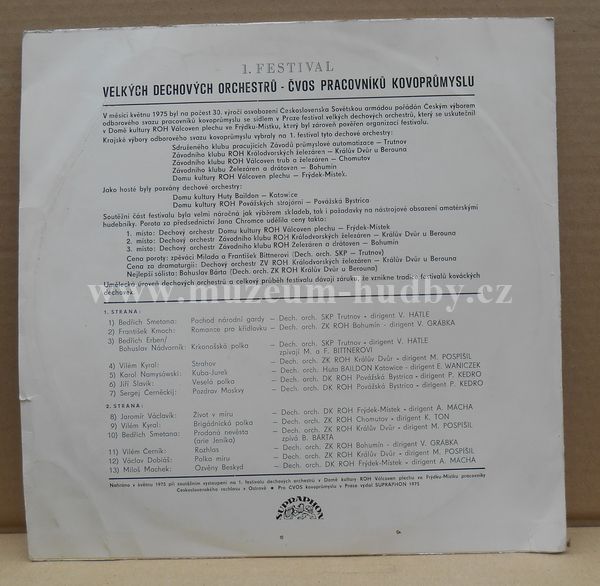 1. FESTIVAL
VELKÝCH DECHOVÝCH ORCHESTRŮ - ČVOS PRACOVNÍKŮ KOVOPRŮMYSLU
V měsíci květnu 1975 byl na počest 30. výročí osvobození Československa Sovětskou armádou pořádán Českým výborem
odborového svazu pracovníků kovoprůmyslu se sídlem v Praze festival velkých dechových orchestrů, který se uskutečnil
v Domě kultury ROH Válcoven plechu ve Frýdku-Místku, který byl zároveň pověřen organizací festivalu.
Krajské výbory odborového svazu kovoprůmyslu vybraly na 1. festival tyto dechové orchestry:
Sdruženého klubu pracujících Závodů průmyslové automatizace — Trutnov
Závodního klubu ROH Králodvorských železáren — Králův Dvůr u Berouna
Závodního klubu ROH Válcoven trub a železáren — Chomutov
Závodního klubu Železáren a drátoven — Bohumín
Domu kultury ROH Válcoven plechu — Frýdek-Místek.
Jako hosté byly pozvány dechové orchestry:
Domu kultury Huty Baildon — Katowice
Domu kultury ROH Považských strojární — Považská Bystrica
Soutěžní část festivalu byla velmi náročná jak výběrem skladeb, tak i požadavky na nástrojové obsazení amatérskými
hudebníky. Porota za předsednictví Jana Chromce udělila ceny takto:
1. místo: Dechový orchestr Domu kultury ROH Válcoven plechu — Frýdek-Místek
2. místo: Dechový orchestr Závodního klubu ROH Králodvorských železáren — Králův Dvůr u Berouna
3. místo: Dechový orchestr Závodního klubu ROH Železáren a drátoven — Bohumín
Cena poroty: zpěváci Milada a František Bittnerovi (Dech. orch. SKP — Trutnov)
Cena za dramaturgii: Dechový orchestr ZV ROH Králodvorských železáren — Králův Dvůr u Berouna)
Nejlepší sólista: Bohuslav Bárta (Dech. orch. ZK ROH Králův Dvůr u Berouna)
Umělecká úroveň dechových orchestrů a celkový průběh festivalu dávají záruku, že vznikne tradice festivalů kováckých
dechovek.
www.muzeum-hudby.cz
1. STRANA:
1) Bedřich Smetana: Pochod národní gardy — Dech. orch. SKP Trutnov - dirigent V. HÁTLE
2) František Kmoch: Romance pro křídlovku — Dech. orch. ZK ROH Bohumín - dirigent V. GRÁBKA
3) Bedřich Erben/
Bohuslav Nádvorník: Krkonošská polka — Dech. orch. SKP Trutnov - dirigent V. HÁTLE
zpívají M. a F. BITTNEROVI
4) Vilém Kyral: Strahov — Dech. orch. ZK ROH Králův Dvůr - dirigent M. POSPÍŠIL
5) Karol Namysówski: Kuba-Jurek — Dech. orch. Huta BAILDON Katowice - dirigent E. WANICZEK
6) Jiří Slavík: Veselá polka — Dech. orch. DK ROH Považská Bystrica - dirigent P. KEDRO
7) Sergej Černěckij: Pozdrav Moskvy — Dech. orch. DK ROH Považská Bystrica - dirigent P. KEDRO
2. STRANA:
8) Jaromír Václavík: Život v míru — Dech. orch. DK ROH Frýdek-Místek - dirigent A. MACHA
9) Vilém Kyral: Brigádnická polka — Dech. orch. ZK ROH Chomutov - dirigent K. TON
10) Bedřich Smetana: Prodaná nevěsta — Dech. orch. ZK ROH Králův Dvůr - dirigent M. POSPÍŠIL
(arie Jeníka) zpívá B. BÁRTA
11) Vilém Černík: Rozhlas — Dech. orch. ZK ROH Bohumín - dirigent V. GRÁBKA
12) Václav Dobiáš: Polka míru — Dech. orch. ZK ROH Králův Dvůr - dirigent M. POSPÍŠIL
13) Miloš Machek: Ozvěny Beskyd — Dech. orch. DK ROH Frýdek-Místek - dirigent A. MACHA
Nahráno v květnu 1975 při soutěžním vystoupení na 1. festivalu dechových orchestrů v Domě kultury ROH Válcoven plechu ve Frýdku-Místku pracovníky
Československého rozhlasu v Ostravě • Pro ČVOS kovoprůmyslu v Praze vydal SUPRAPHON 1975
SUPRAPHON